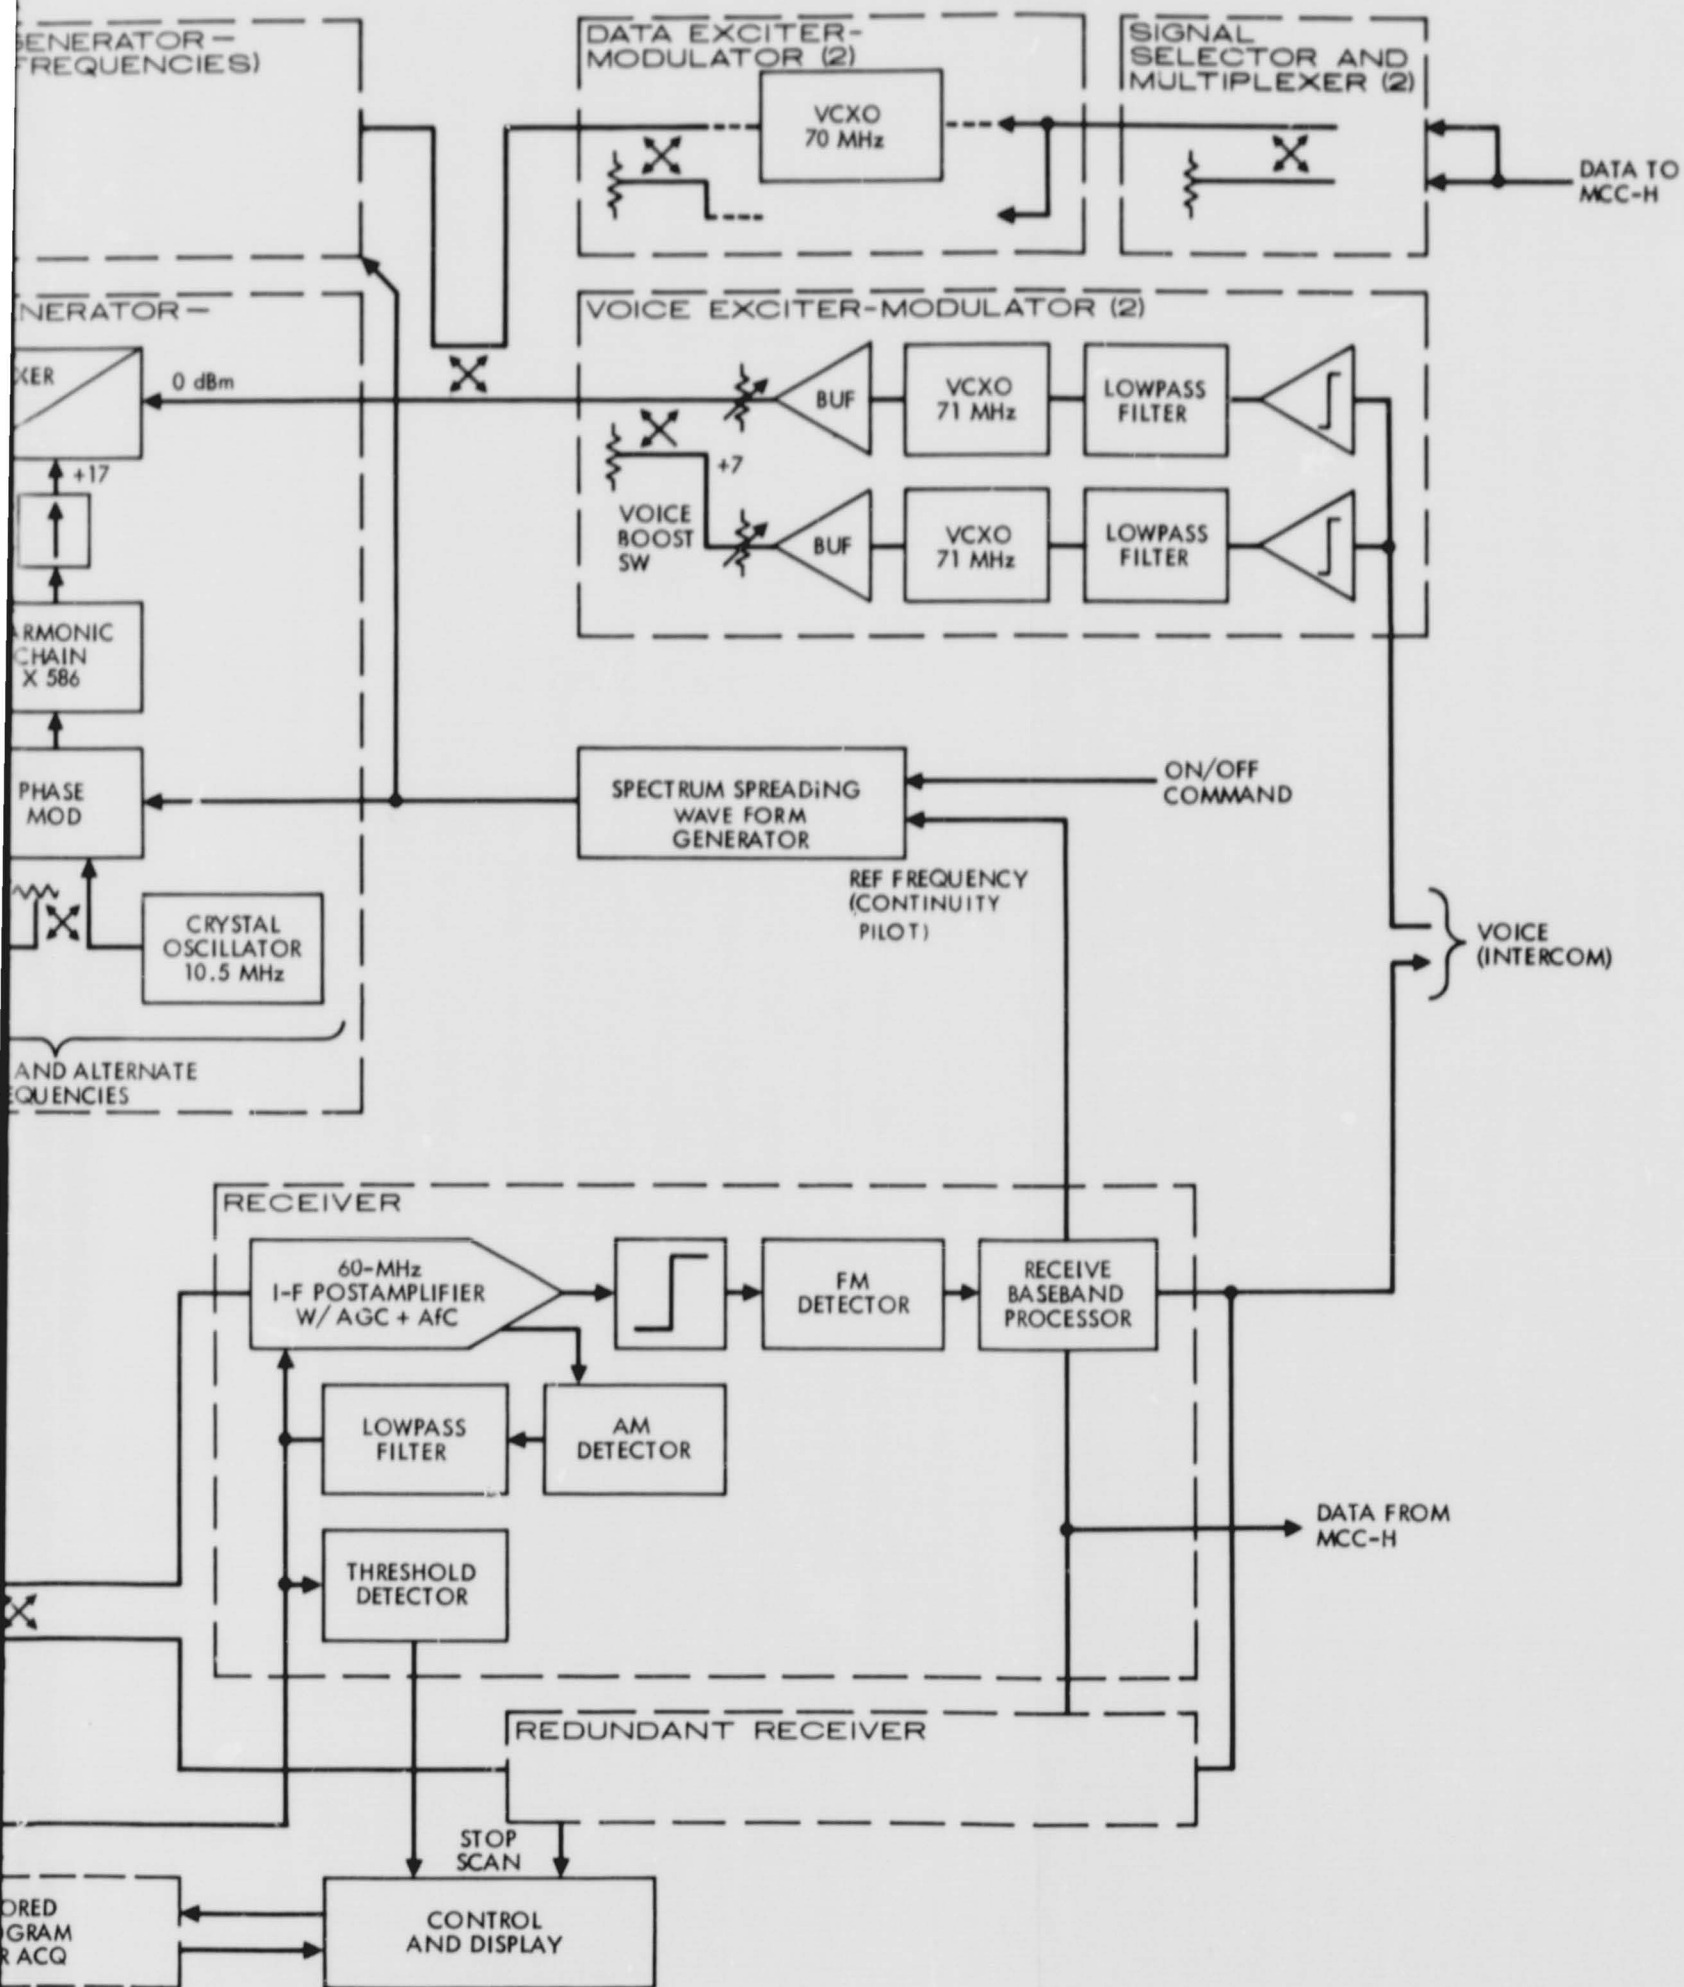 GENERATOR—
FREQUENCIES)
DATA EXCITER-
MODULATOR (2)
VCXO
70 MHz
SIGNAL
SELECTOR AND
MULTIPLEXER (2)
DATA TO
MCC-H
NERATOR—
XER
0 dBm
+17
ARMONIC
CHAIN
X 586
PHASE
MOD
CRYSTAL
OSCILLATOR
10.5 MHz
AND ALTERNATE
EQUENCIES
VOICE EXCITER-MODULATOR (2)
BUF
VCXO
71 MHz
LOWPASS
FILTER
+7
VOICE
BOOST
SW
BUF
VCXO
71 MHz
LOWPASS
FILTER
SPECTRUM SPREADING
WAVE FORM
GENERATOR
ON/OFF
COMMAND
REF FREQUENCY
(CONTINUITY
PILOT)
VOICE
(INTERCOM)
RECEIVER
60-MHz
I-F POSTAMPLIFIER
W/ AGC + AfC
FM
DETECTOR
RECEIVE
BASEBAND
PROCESSOR
LOWPASS
FILTER
AM
DETECTOR
THRESHOLD
DETECTOR
DATA FROM
MCC-H
REDUNDANT RECEIVER
STOP
SCAN
ORED
OGRAM
R ACQ
CONTROL
AND DISPLAY